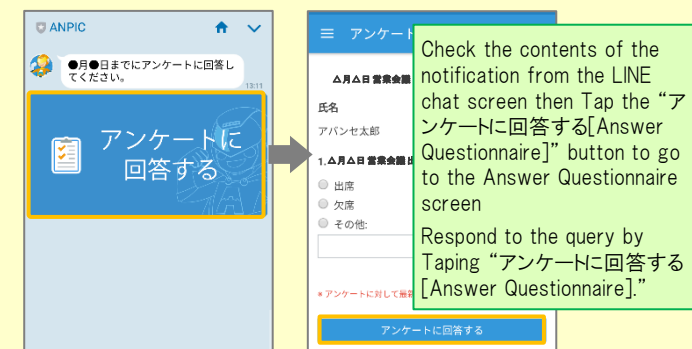 ANPIC
●月●日までにアンケートに回答し
てください。
13:11
アンケートに
回答する
アンケート
△月△日 営業会議
氏名
アバンセ太郎
1.△月△日 営業会議
出席
欠席
その他:
* アンケートに対して最新
アンケートに回答する
Check the contents of the
notification from the LINE
chat screen then Tap the “ア
ンケートに回答する[Answer
Questionnaire]” button to go
to the Answer Questionnaire
screen
Respond to the query by
Taping “アンケートに回答する
[Answer Questionnaire].”